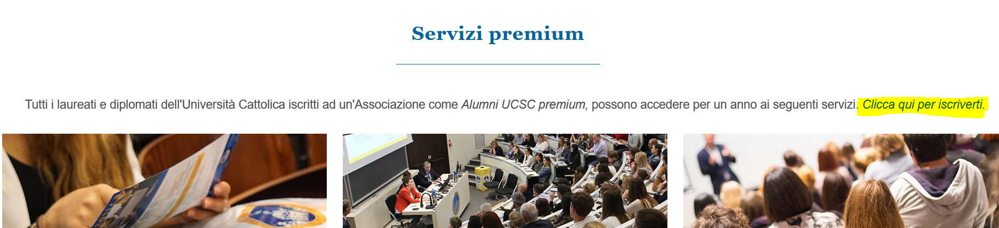 Servizi premium
Tutti i laureati e diplomati dell'Università Cattolica iscritti ad un'Associazione come Alumni UCSC premium, possono accedere per un anno ai seguenti servizi. Clicca qui per iscriverti.